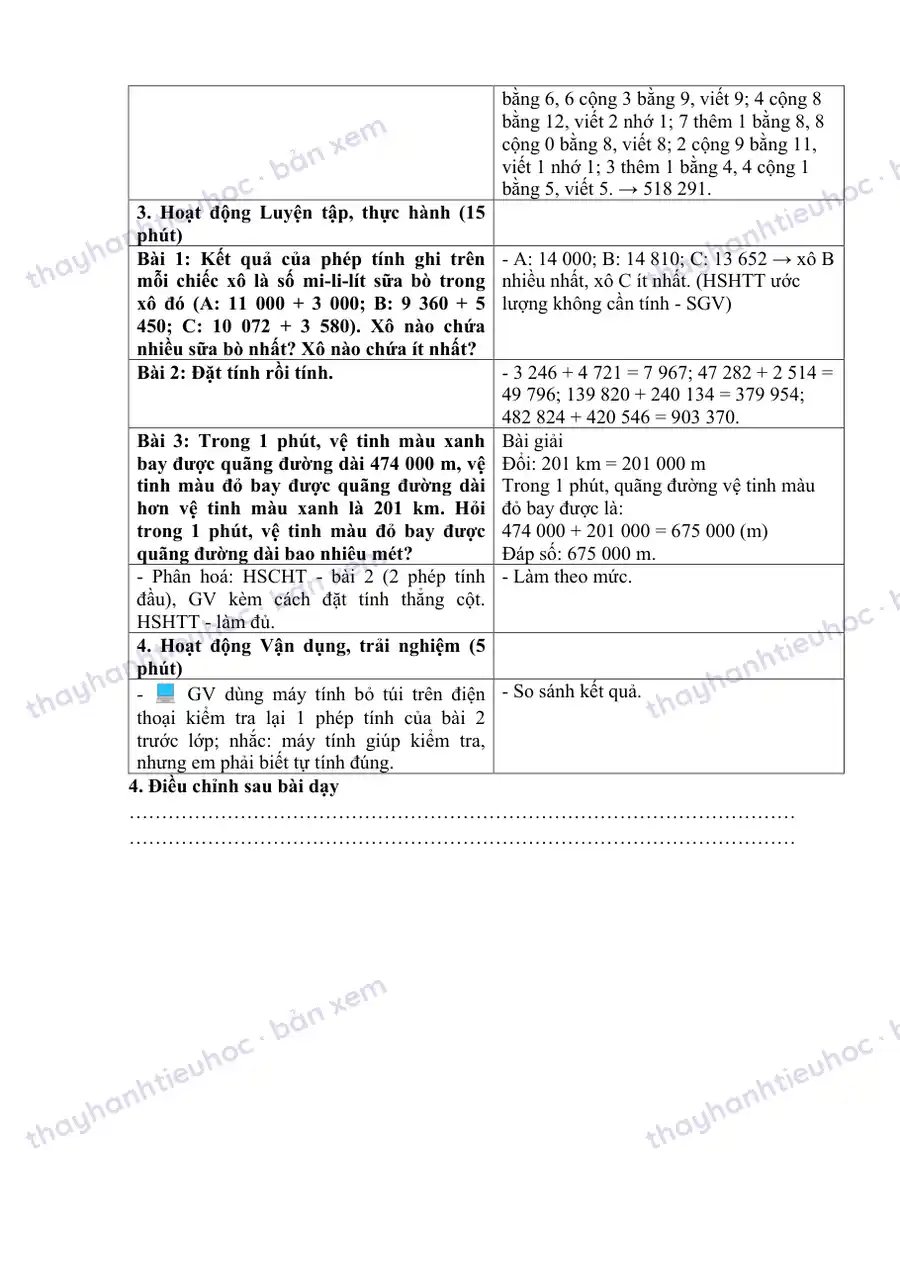 bằng 6, 6 cộng 3 bằng 9, viết 9; 4 cộng 8
bằng 12, viết 2 nhớ 1; 7 thêm 1 bằng 8, 8
cộng 0 bằng 8, viết 8; 2 cộng 9 bằng 11,
viết 1 nhớ 1; 3 thêm 1 bằng 4, 4 cộng 1
bằng 5, viết 5. → 518 291.
3. Hoạt động Luyện tập, thực hành (15
phút)
Bài 1: Kết quả của phép tính ghi trên
mỗi chiếc xô là số mi-li-lít sữa bò trong
xô đó (A: 11 000 + 3 000; B: 9 360 + 5
450; C: 10 072 + 3 580). Xô nào chứa
nhiều sữa bò nhất? Xô nào chứa ít nhất?
- A: 14 000; B: 14 810; C: 13 652 → xô B
nhiều nhất, xô C ít nhất. (HSHTT ước
lượng không cần tính - SGV)
Bài 2: Đặt tính rồi tính.
- 3 246 + 4 721 = 7 967; 47 282 + 2 514 =
49 796; 139 820 + 240 134 = 379 954;
482 824 + 420 546 = 903 370.
Bài 3: Trong 1 phút, vệ tinh màu xanh
bay được quãng đường dài 474 000 m, vệ
tinh màu đỏ bay được quãng đường dài
hơn vệ tinh màu xanh là 201 km. Hỏi
trong 1 phút, vệ tinh màu đỏ bay được
quãng đường dài bao nhiêu mét?
Bài giải
Đổi: 201 km = 201 000 m
Trong 1 phút, quãng đường vệ tinh màu
đỏ bay được là:
474 000 + 201 000 = 675 000 (m)
Đáp số: 675 000 m.
- Phân hoá: HSCHT - bài 2 (2 phép tính
đầu), GV kèm cách đặt tính thẳng cột.
HSHTT - làm đủ.
- Làm theo mức.
4. Hoạt động Vận dụng, trải nghiệm (5
phút)
- GV dùng máy tính bỏ túi trên điện
thoại kiểm tra lại 1 phép tính của bài 2
trước lớp; nhắc: máy tính giúp kiểm tra,
nhưng em phải biết tự tính đúng.
- So sánh kết quả.
4. Điều chỉnh sau bài dạy
……………………………………………………………………………………………
……………………………………………………………………………………………
thayhanhtieuhoc · bản xem
thayhanhtieuhoc · b
thayhanhtieuhoc · bản xem
thayhanhtieuhoc · b
thayhanhtieuhoc · bản xem
thayhanhtieuhoc · b